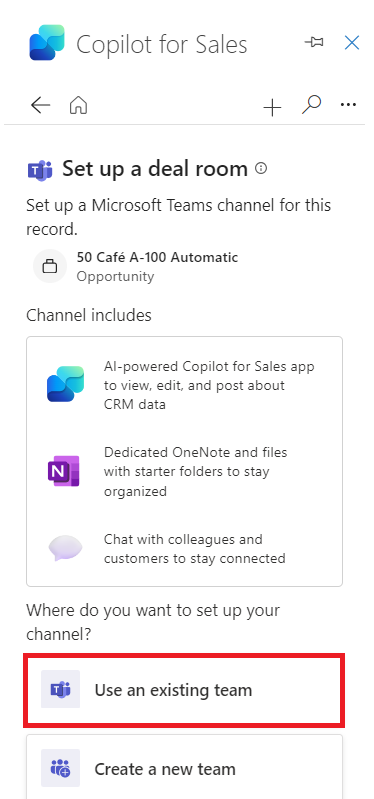 Copilot for Sales
Set up a deal room
Set up a Microsoft Teams channel for this
record.
50 Café A-100 Automatic
Opportunity
Channel includes
AI-powered Copilot for Sales app
to view, edit, and post about
CRM data
Dedicated OneNote and files
with starter folders to stay
organized
Chat with colleagues and
customers to stay connected
Where do you want to set up your
channel?
Use an existing team
Create a new team